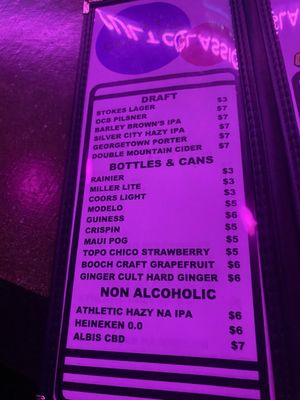 DRAFT
STOKES LAGER $3
OCB PILSNER $7
BARLEY BROWN'S IPA $7
SILVER CITY HAZY IPA $7
GEORGETOWN PORTER $7
DOUBLE MOUNTAIN CIDER $7
BOTTLES & CANS
RAINIER $3
MILLER LITE $3
COORS LIGHT $3
MODELO $5
GUINESS $6
CRISPIN $5
MAUI POG $5
TOPO CHICO STRAWBERRY $5
BOOCH CRAFT GRAPEFRUIT $6
GINGER CULT HARD GINGER $6
NON ALCOHOLIC
ATHLETIC HAZY NA IPA $6
HEINEKEN 0.0 $6
ALBIS CBD $7